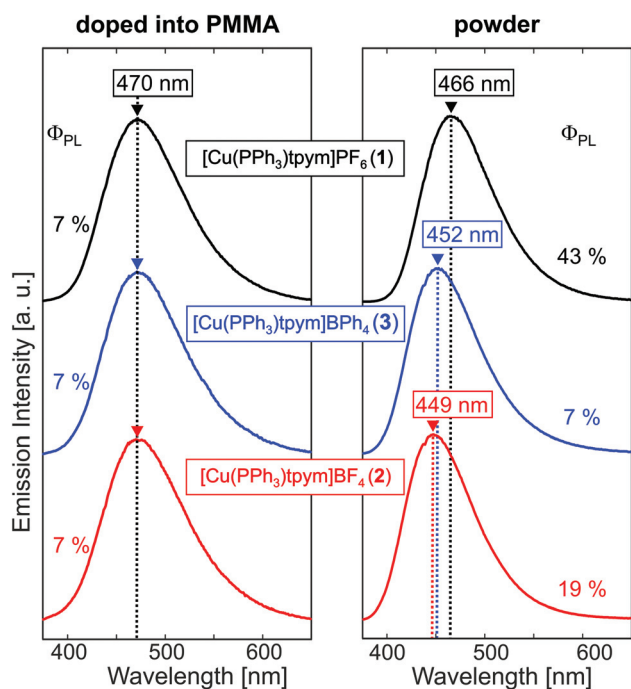 doped into PMMA
powder
470 nm
466 nm
Φ_PL
Φ_PL
[Cu(PPh₃)tpym]PF₆ (1)
7 %
43 %
452 nm
[Cu(PPh₃)tpym]BPh₄ (3)
7 %
7 %
449 nm
[Cu(PPh₃)tpym]BF₄ (2)
7 %
19 %
Emission Intensity [a. u.]
400 500 600
400 500 600
Wavelength [nm]
Wavelength [nm]